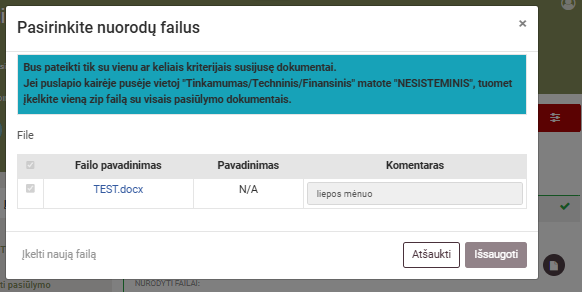 Pasirinkite nuorodų failus
×
Bus pateikti tik su vienu ar keliais kriterijais susijusę dokumentai.
Jei puslapio kairėje pusėje vietoj "Tinkamumas/Techninis/Finansinis" matote "NESISTEMINIS", tuomet
įkelkite vieną zip failą su visais pasiūlymo dokumentais.
File
Failo pavadinimas Pavadinimas Komentaras
TEST.docx N/A liepos mėnuo
Įkelti naują failą Atšaukti Išsaugoti
ti pasiūlymo NURODYTI FAILAI: